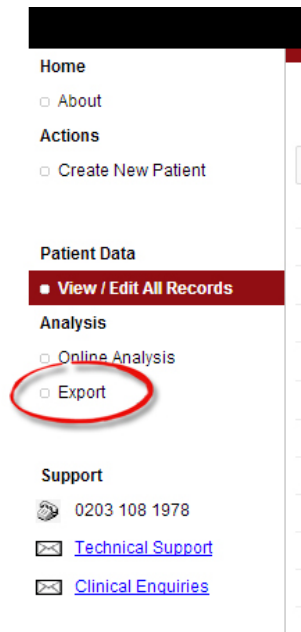 Home
About
Actions
Create New Patient
Patient Data
View / Edit All Records
Analysis
Online Analysis
Export
Support
0203 108 1978
Technical Support
Clinical Enquiries